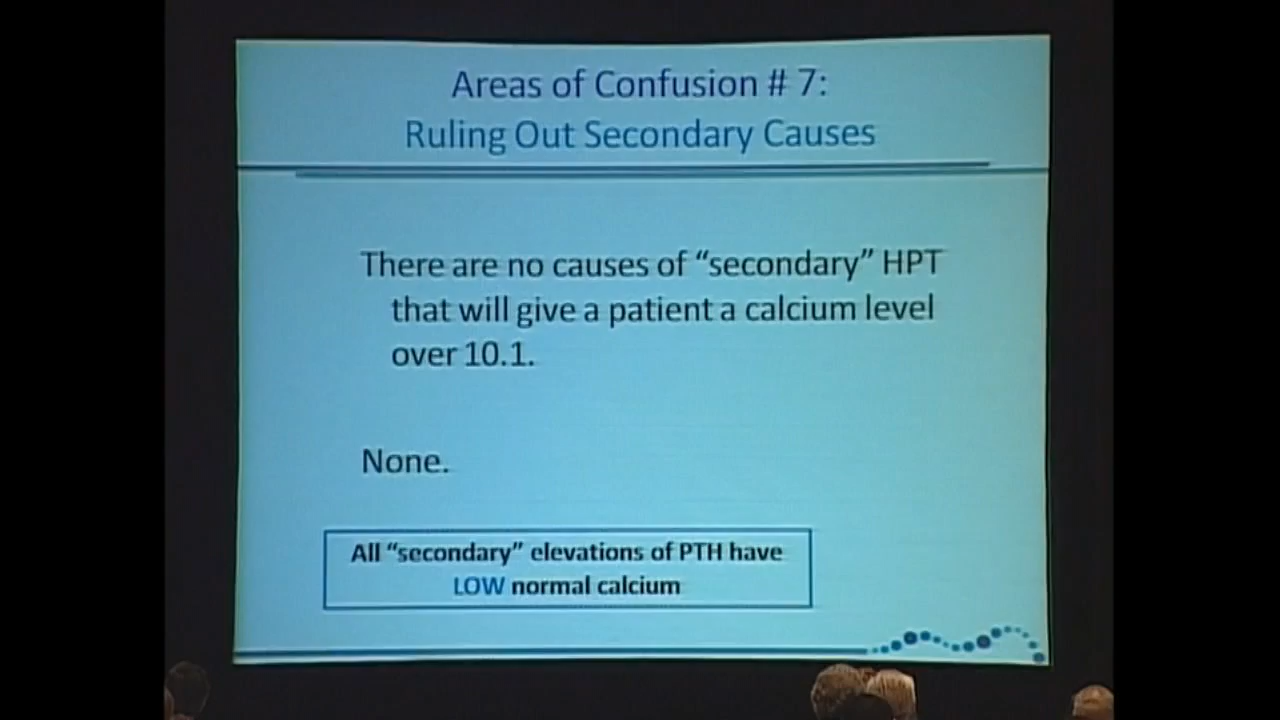 Areas of Confusion # 7:
Ruling Out Secondary Causes
There are no causes of “secondary” HPT
that will give a patient a calcium level
over 10.1.
None.
All “secondary” elevations of PTH have
LOW normal calcium